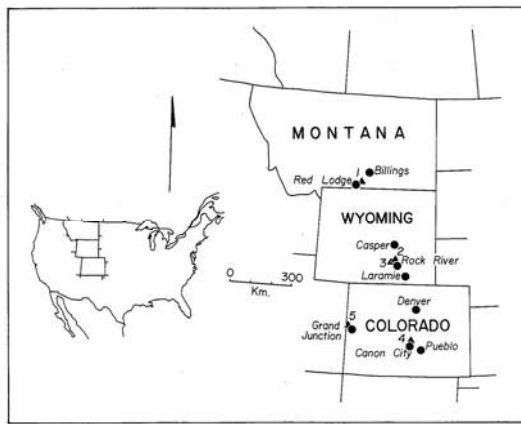 MONTANA
1
Billings
Red Lodge
WYOMING
Casper
2
3 Rock River
Laramie
0 300
Km.
Denver
5
Grand COLORADO
Junction
4
Canon City Pueblo